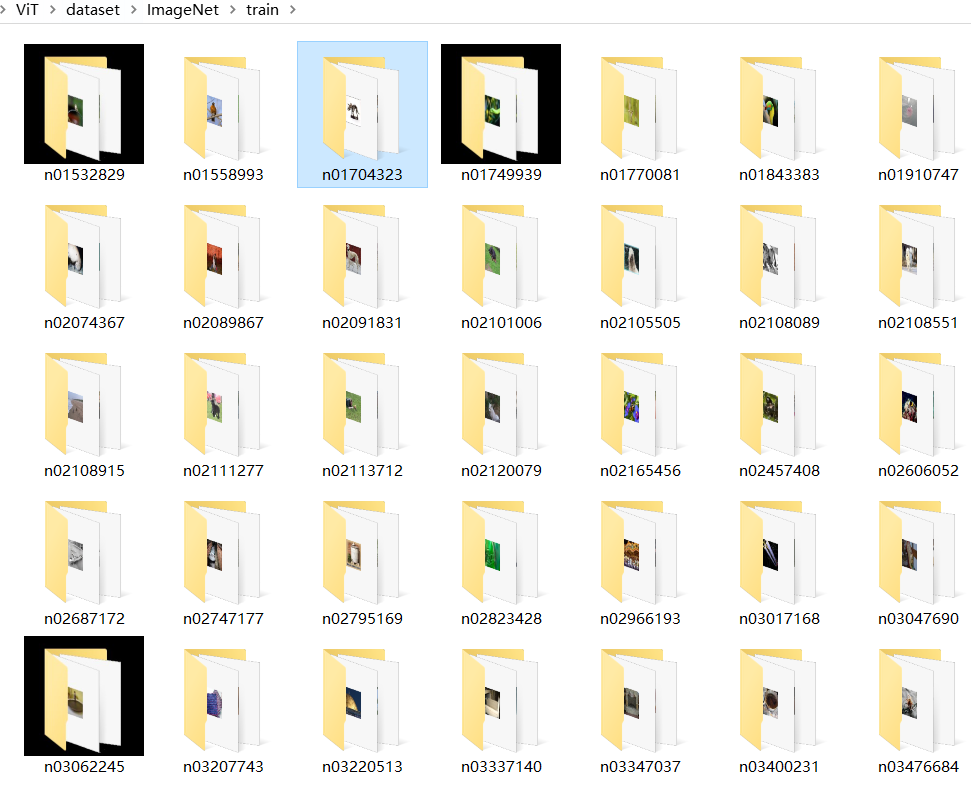 ViT > dataset > ImageNet > train >
n01532829 n01558993 n01704323 n01749939 n01770081 n01843383 n01910747
n02074367 n02089867 n02091831 n02101006 n02105505 n02108089 n02108551
n02108915 n02111277 n02113712 n02120079 n02165456 n02457408 n02606052
n02687172 n02747177 n02795169 n02823428 n02966193 n03017168 n03047690
n03062245 n03207743 n03220513 n03337140 n03347037 n03400231 n03476684